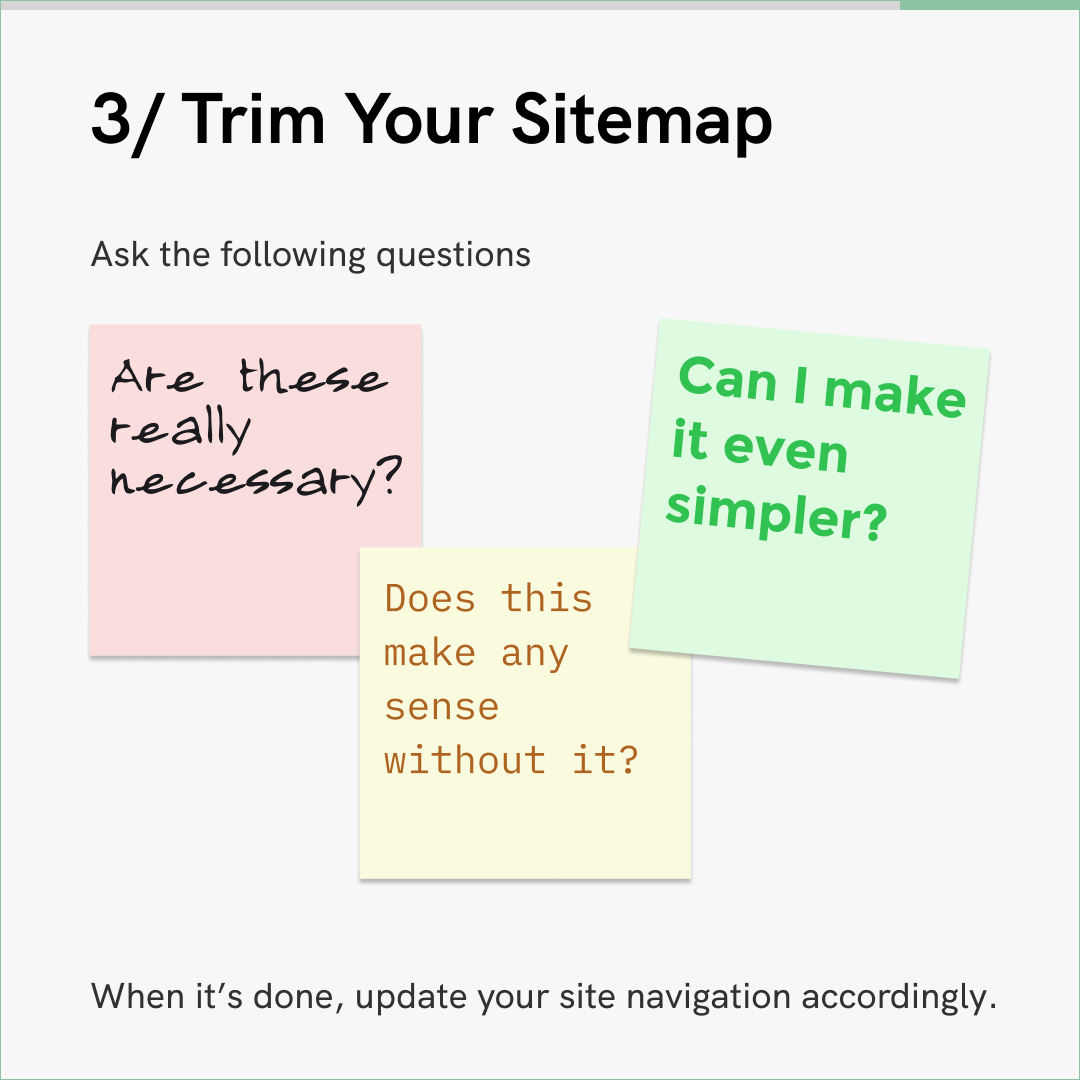 3/ Trim Your Sitemap
Ask the following questions
Are these
really
necessary?
Does this
make any
sense
without it?
Can I make
it even
simpler?
When it’s done, update your site navigation accordingly.